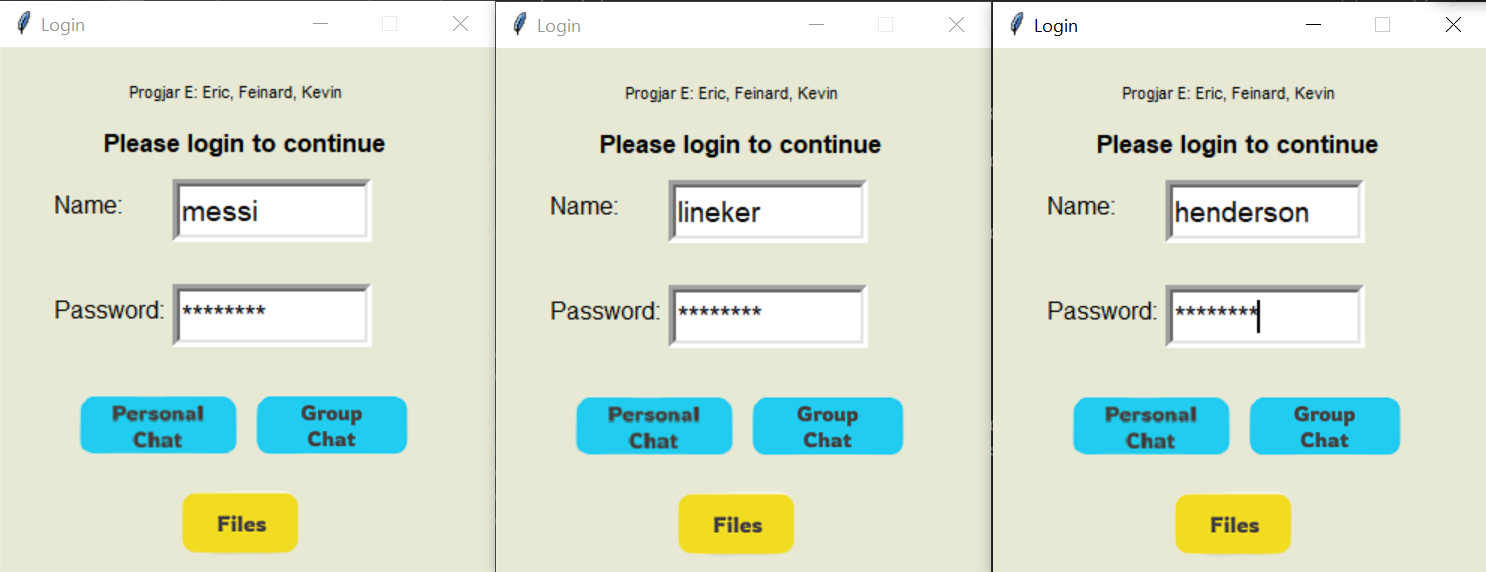 Login
Progjar E: Eric, Feinard, Kevin
Please login to continue
Name:
messi
Password:
********
Personal
Chat
Group
Chat
Files
Login
Progjar E: Eric, Feinard, Kevin
Please login to continue
Name:
lineker
Password:
********
Personal
Chat
Group
Chat
Files
Login
Progjar E: Eric, Feinard, Kevin
Please login to continue
Name:
henderson
Password:
********
Personal
Chat
Group
Chat
Files